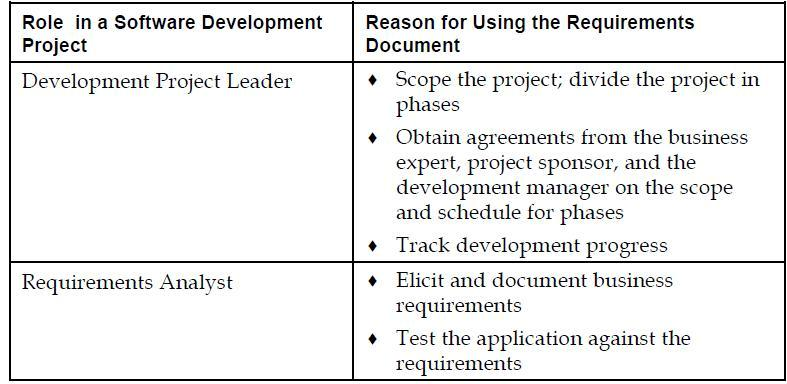 Role in a Software Development
Project
Reason for Using the Requirements
Document
Development Project Leader
♦ Scope the project; divide the project in
phases
♦ Obtain agreements from the business
expert, project sponsor, and the
development manager on the scope
and schedule for phases
♦ Track development progress
Requirements Analyst
♦ Elicit and document business
requirements
♦ Test the application against the
requirements